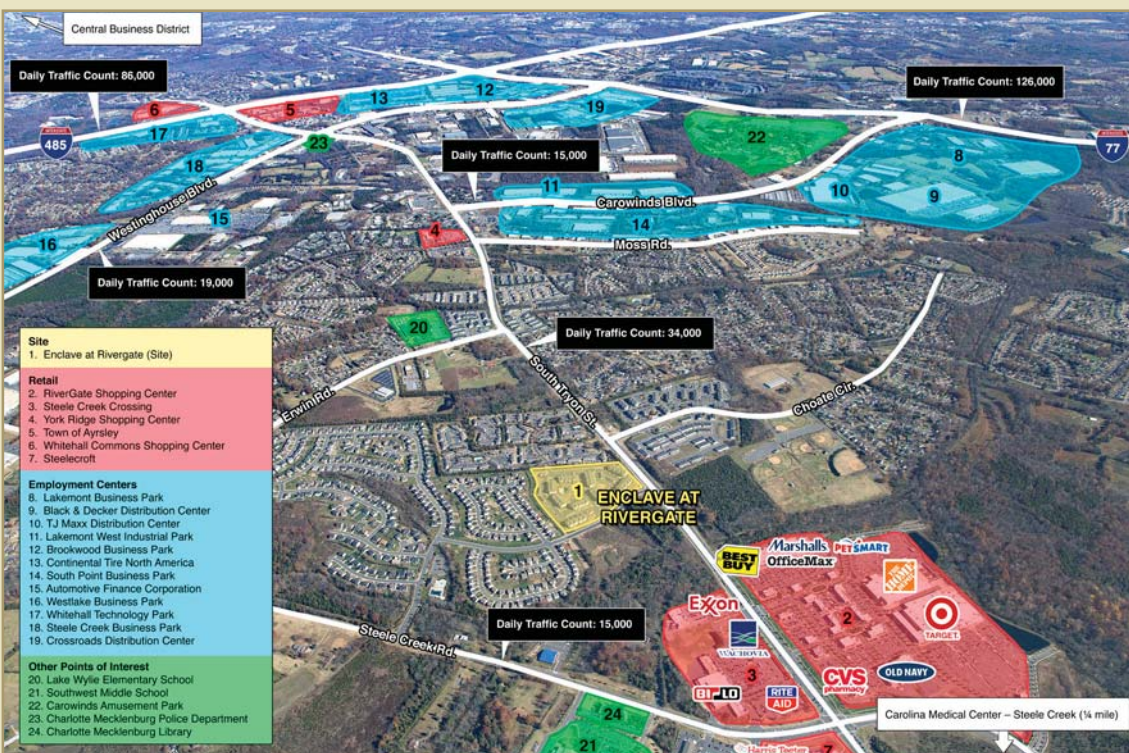 Central Business District
Daily Traffic Count: 86,000
Daily Traffic Count: 126,000
6
5
13
12
19
17
INTERSTATE
485
23
22
INTERSTATE
77
18
Daily Traffic Count: 15,000
8
11
10
9
Carowinds Blvd.
Westinghouse Blvd.
15
14
4
Moss Rd.
16
Daily Traffic Count: 19,000
20
Daily Traffic Count: 34,000
South Tryon St.
Erwin Rd.
Choate Cir.
Site
1. Enclave at Rivergate (Site)
Retail
2. RiverGate Shopping Center
3. Steele Creek Crossing
4. York Ridge Shopping Center
5. Town of Ayrsley
6. Whitehall Commons Shopping Center
7. Steelecroft
Employment Centers
8. Lakemont Business Park
9. Black & Decker Distribution Center
10. TJ Maxx Distribution Center
11. Lakemont West Industrial Park
12. Brookwood Business Park
13. Continental Tire North America
14. South Point Business Park
15. Automotive Finance Corporation
16. Westlake Business Park
17. Whitehall Technology Park
18. Steele Creek Business Park
19. Crossroads Distribution Center
Other Points of Interest
20. Lake Wylie Elementary School
21. Southwest Middle School
22. Carowinds Amusement Park
23. Charlotte Mecklenburg Police Department
24. Charlotte Mecklenburg Library
1
ENCLAVE AT
RIVERGATE
BEST
BUY
Marshalls
PETSMART
OfficeMax
THE
HOME
DEPOT
Exxon
2
TARGET
Daily Traffic Count: 15,000
Steele Creek Rd.
WACHOVIA
3
BI-LO
RITE
AID
CVS
pharmacy
OLD NAVY
24
21
Harris Teeter
7
Carolina Medical Center – Steele Creek (¼ mile)